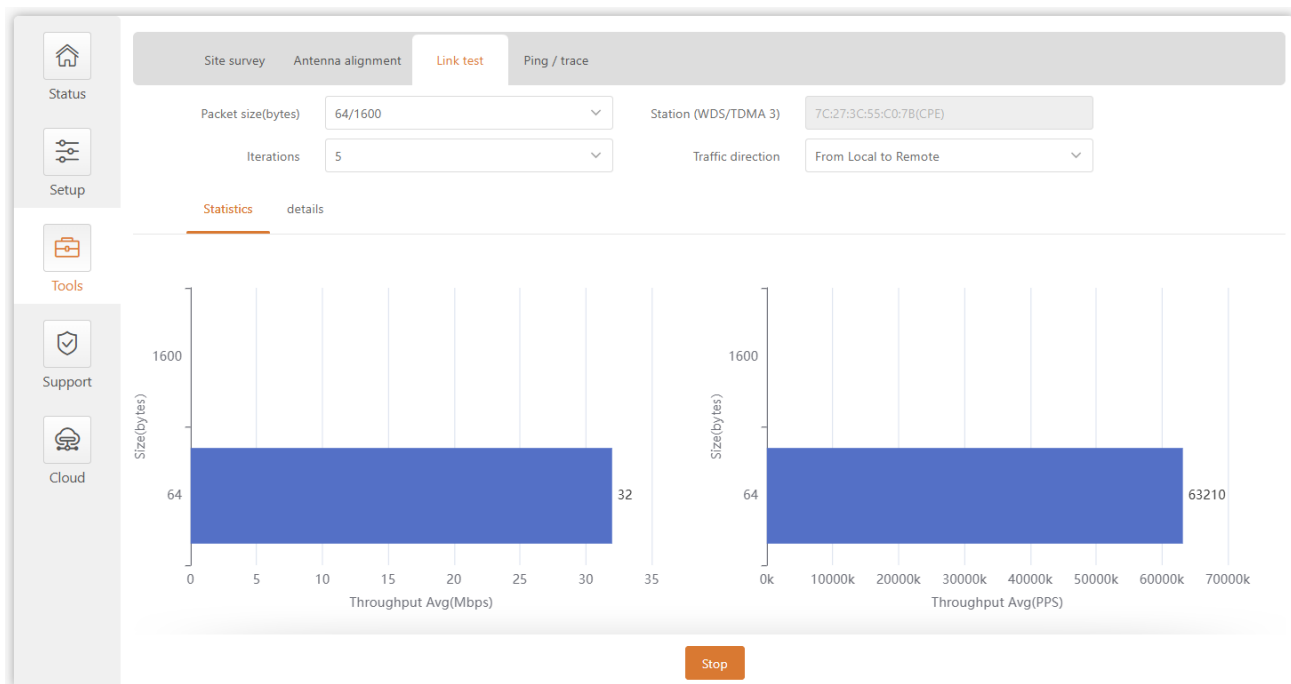 Status
Setup
Tools
Support
Cloud
Site survey Antenna alignment Link test Ping / trace
Packet size(bytes) 64/1600 Station (WDS/TDMA 3) 7C:27:3C:55:C0:7B(CPE)
Iterations 5 Traffic direction From Local to Remote
Statistics details
Size(bytes)
1600
64
32
0 5 10 15 20 25 30 35
Throughput Avg(Mbps)
Size(bytes)
1600
64
63210
0k 10000k 20000k 30000k 40000k 50000k 60000k 70000k
Throughput Avg(PPS)
Stop